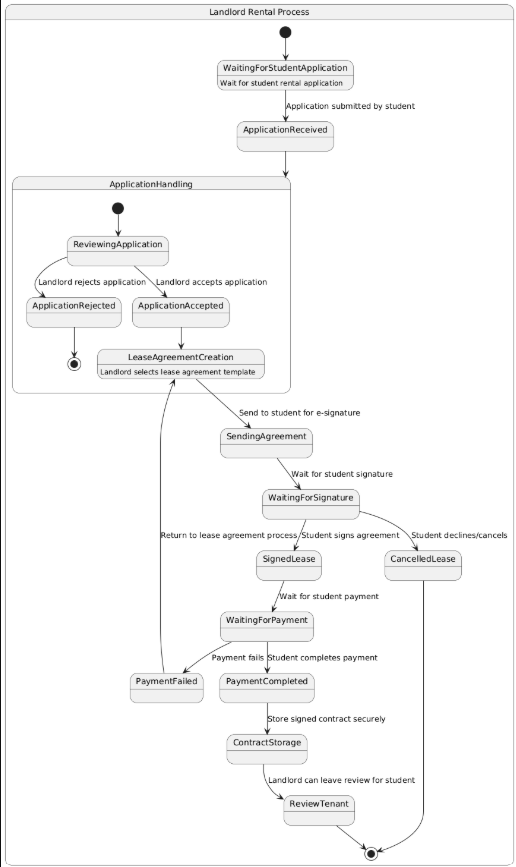 Landlord Rental Process
WaitingForStudentApplication
Wait for student rental application
Application submitted by student
ApplicationReceived
ApplicationHandling
ReviewingApplication
Landlord rejects application
Landlord accepts application
ApplicationRejected
ApplicationAccepted
LeaseAgreementCreation
Landlord selects lease agreement template
Send to student for e-signature
SendingAgreement
Wait for student signature
WaitingForSignature
Return to lease agreement process
Student signs agreement
Student declines/cancels
SignedLease
CancelledLease
Wait for student payment
WaitingForPayment
Payment fails
Student completes payment
PaymentFailed
PaymentCompleted
Store signed contract securely
ContractStorage
Landlord can leave review for student
ReviewTenant